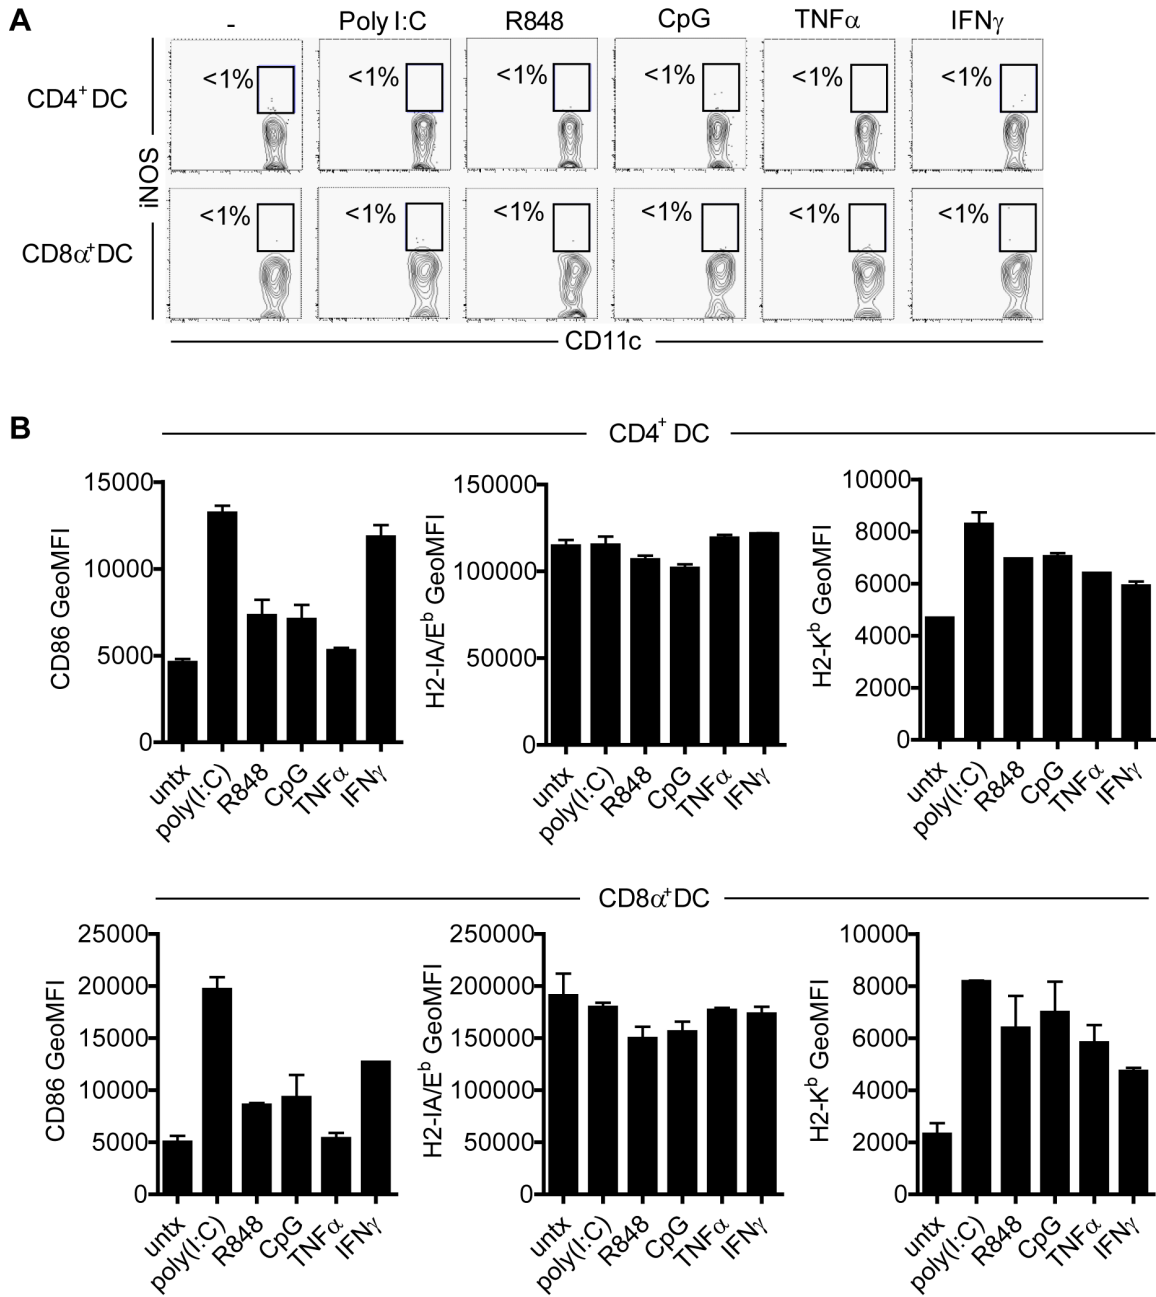 A
- Poly I:C R848 CpG TNFα IFNγ
CD4⁺ DC
<1% <1% <1% <1% <1% <1%
iNOS
CD8α⁺DC
<1% <1% <1% <1% <1% <1%
CD11c
B
CD4⁺ DC
CD86 GeoMFI
15000
10000
5000
0
untx poly(I:C) R848 CpG TNFα IFNγ
H2-IA/Eᵇ GeoMFI
150000
100000
50000
0
untx poly(I:C) R848 CpG TNFα IFNγ
H2-Kᵇ GeoMFI
10000
8000
6000
4000
2000
0
untx poly(I:C) R848 CpG TNFα IFNγ
CD8α⁺DC
CD86 GeoMFI
25000
20000
15000
10000
5000
0
untx poly(I:C) R848 CpG TNFα IFNγ
H2-IA/Eᵇ GeoMFI
250000
200000
150000
100000
50000
0
untx poly(I:C) R848 CpG TNFα IFNγ
H2-Kᵇ GeoMFI
10000
8000
6000
4000
2000
0
untx poly(I:C) R848 CpG TNFα IFNγ